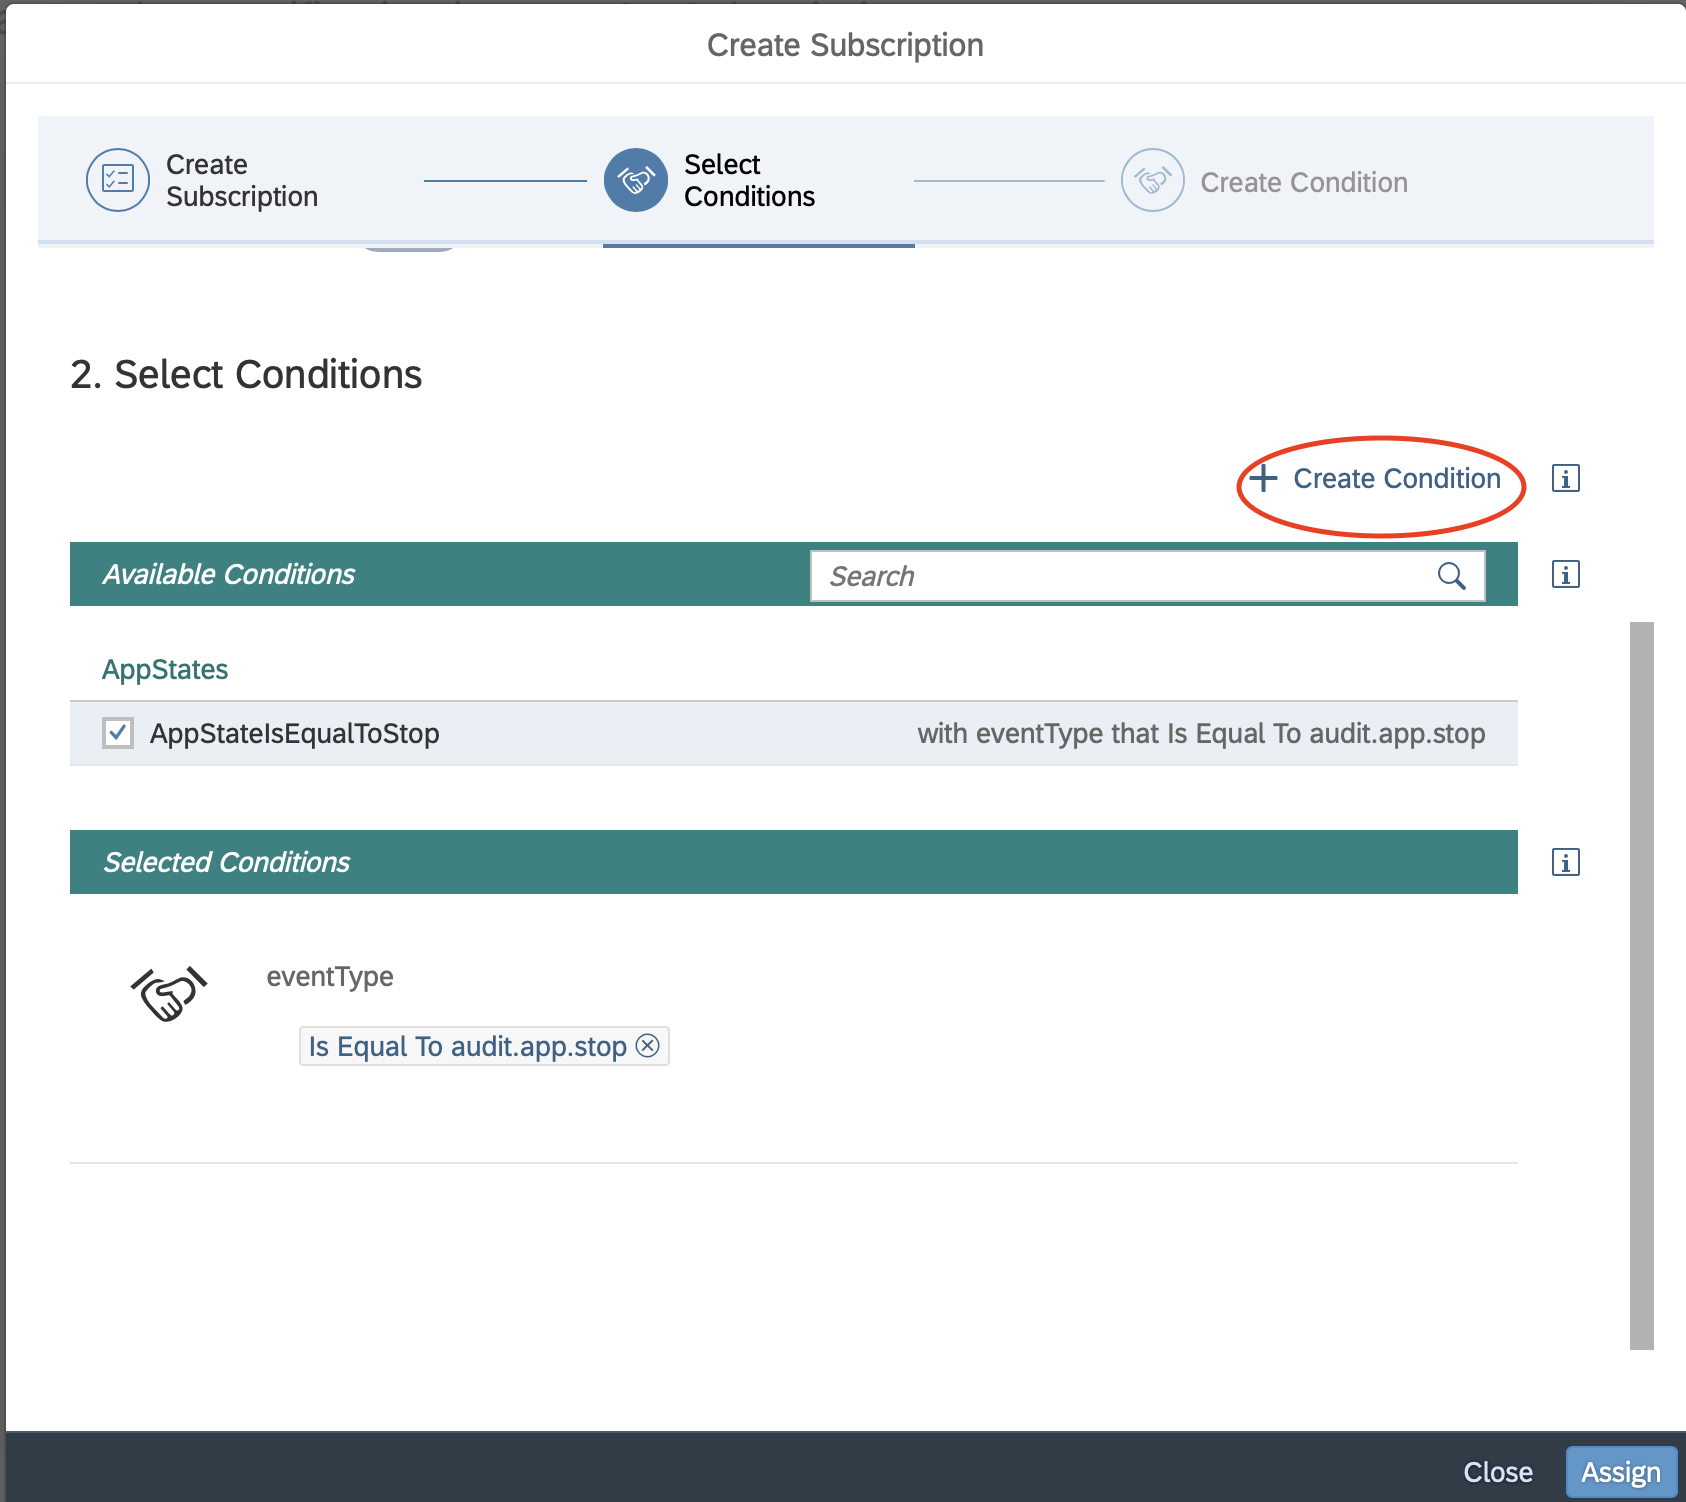 Create Subscription
Create
Subscription
Select
Conditions
Create Condition
2. Select Conditions
+ Create Condition
Available Conditions
Search
AppStates
AppStateIsEqualToStop
with eventType that Is Equal To audit.app.stop
Selected Conditions
eventType
Is Equal To audit.app.stop
Close
Assign